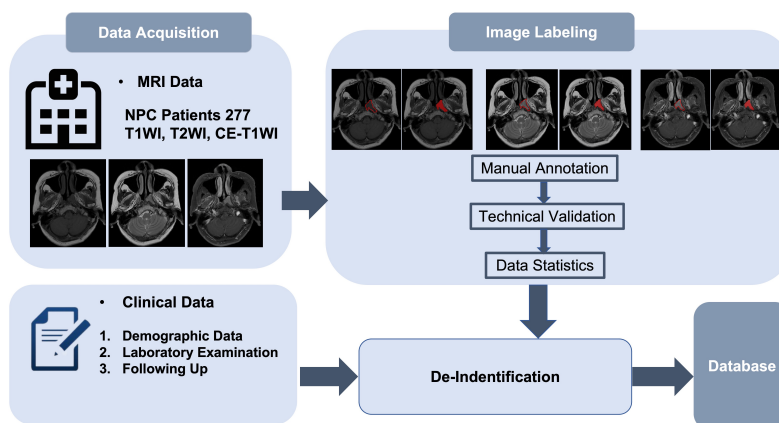 Data Acquisition
• MRI Data
NPC Patients 277
T1WI, T2WI, CE-T1WI
Image Labeling
Manual Annotation
Technical Validation
Data Statistics
• Clinical Data
1. Demographic Data
2. Laboratory Examination
3. Following Up
De-Indentification
Database